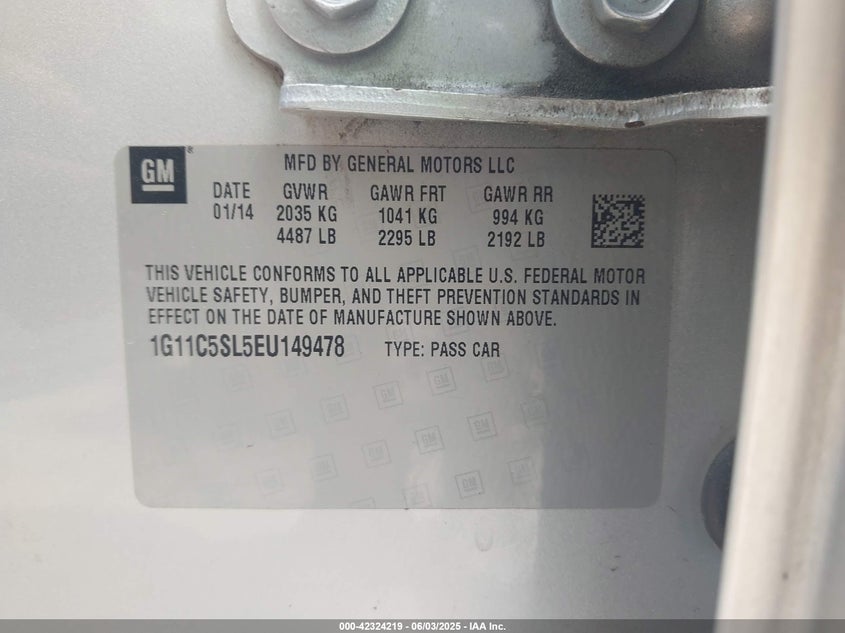 GM
MFD BY GENERAL MOTORS LLC
DATE GVWR GAWR FRT GAWR RR
01/14 2035 KG 1041 KG 994 KG
4487 LB 2295 LB 2192 LB
THIS VEHICLE CONFORMS TO ALL APPLICABLE U.S. FEDERAL MOTOR
VEHICLE SAFETY, BUMPER, AND THEFT PREVENTION STANDARDS IN
EFFECT ON THE DATE OF MANUFACTURE SHOWN ABOVE.
1G11C5SL5EU149478 TYPE: PASS CAR
000-42324219 - 06/03/2025 - IAA Inc.